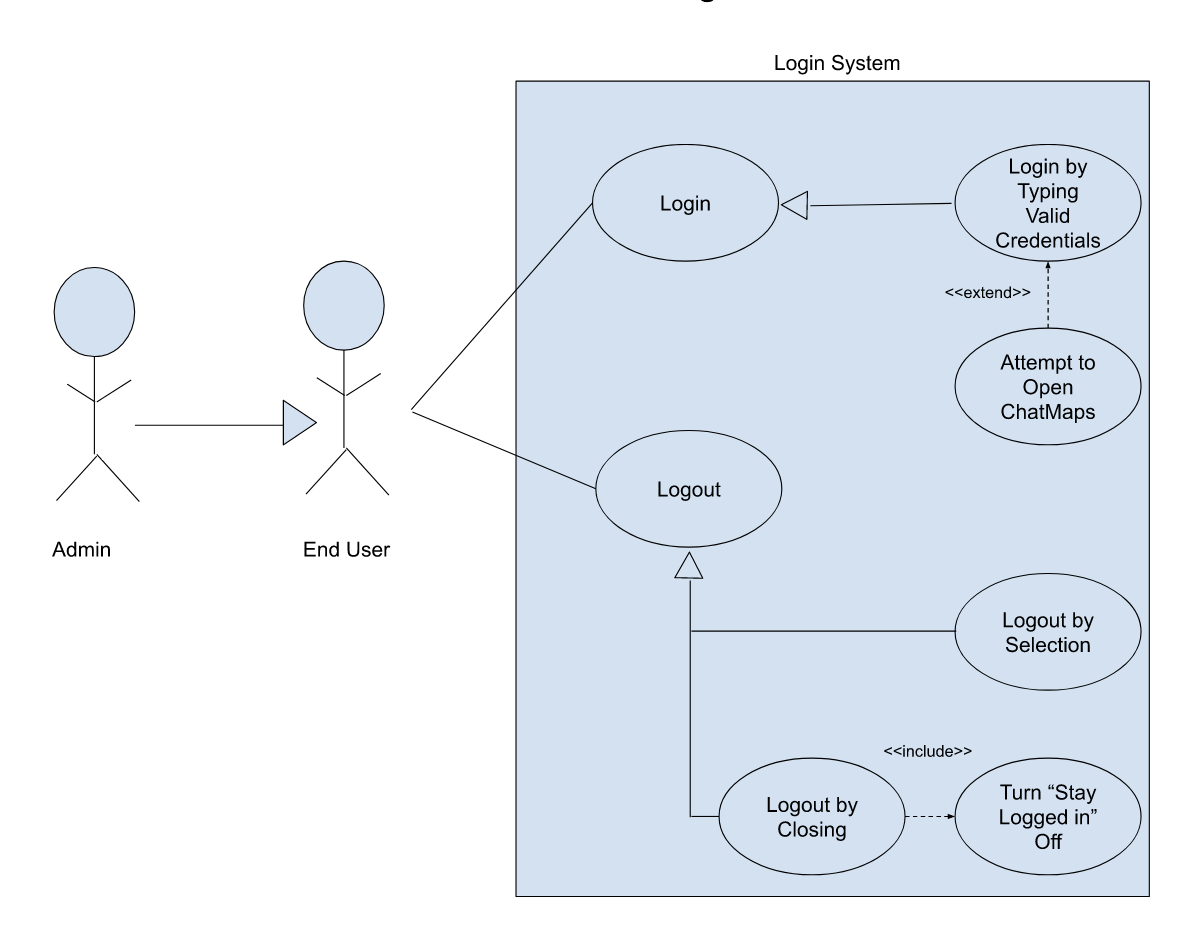 Login System
Login
Login by
Typing
Valid
Credentials
<<extend>>
Attempt to
Open
ChatMaps
Logout
Admin
End User
Logout by
Selection
<<include>>
Logout by
Closing
Turn “Stay
Logged in”
Off